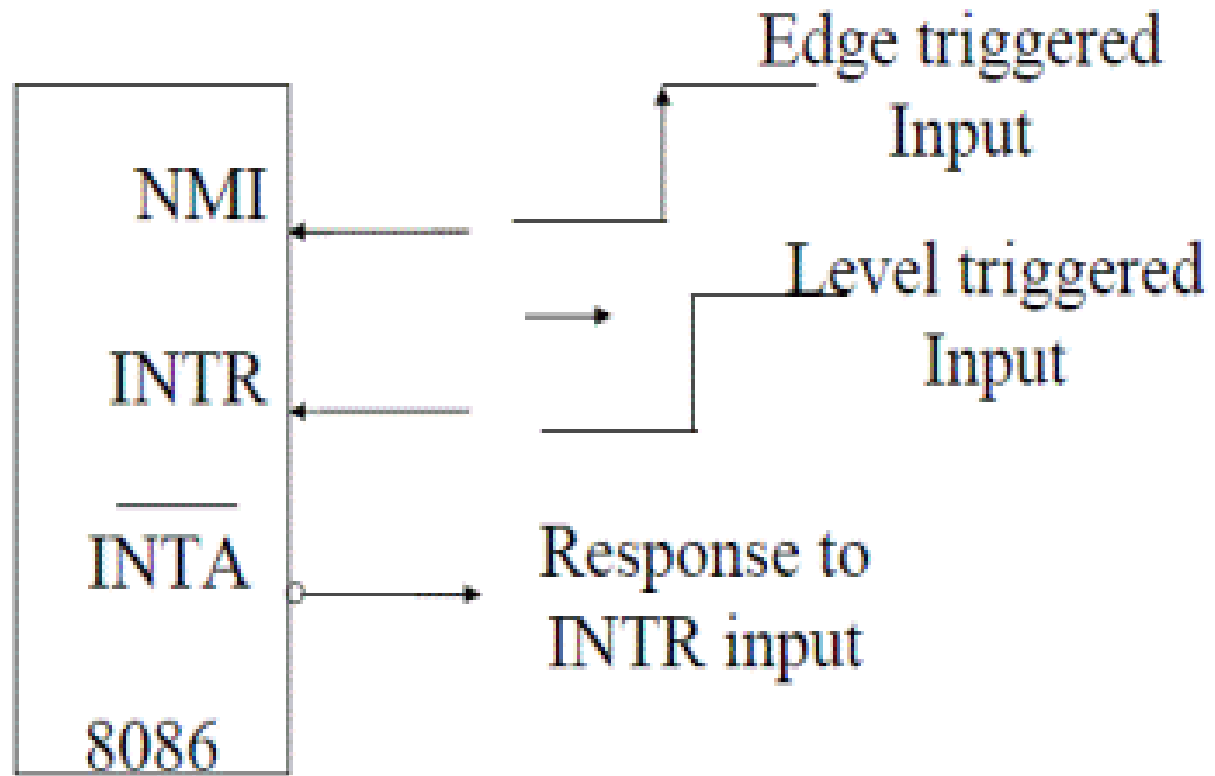 Edge triggered
Input
NMI
Level triggered
Input
INTR
INTA
Response to
INTR input
8086